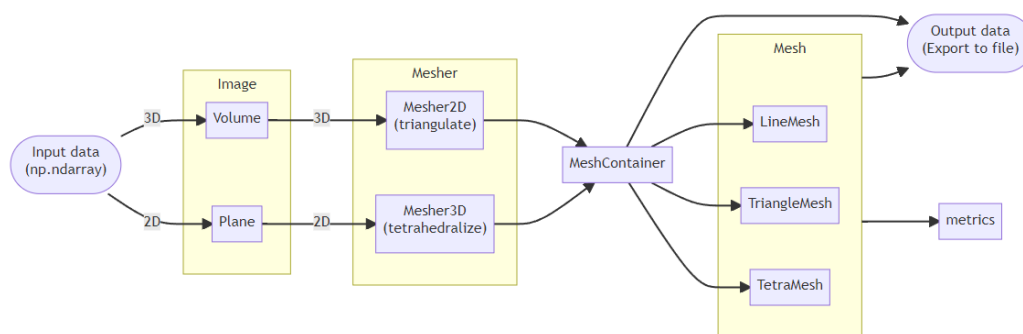 Input data
(np.ndarray)
3D
2D
Image
Volume
Plane
3D
2D
Mesher
Mesher2D
(triangulate)
Mesher3D
(tetrahedralize)
MeshContainer
Mesh
LineMesh
TriangleMesh
TetraMesh
Output data
(Export to file)
metrics